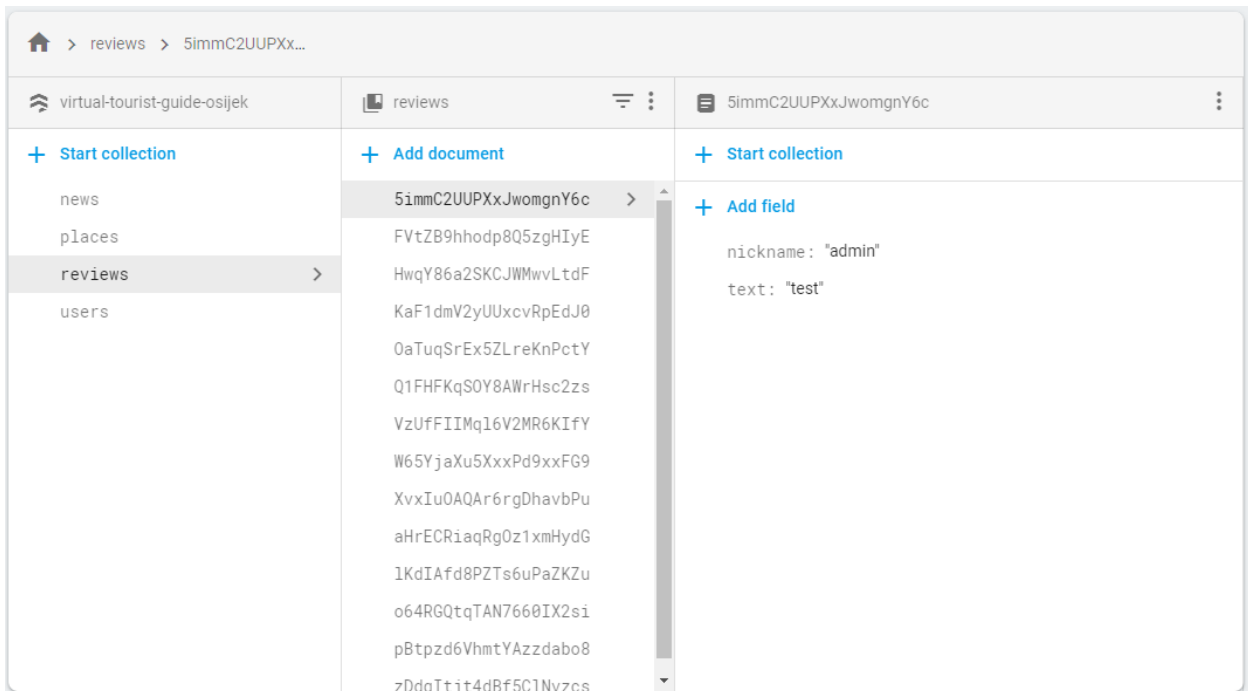 reviews > 5immC2UUPXx...
virtual-tourist-guide-osijek
Start collection
news
places
reviews
users
reviews
Add document
5immC2UUPXxJwomgnY6c
FVtZB9hhodp8Q5zgHIyE
HwqY86a2SKCJWMwvLtdF
KaF1dmV2yUUxcvRpEdJ0
OaTuqSrEx5ZLreKnPctY
Q1FHFKqSOY8AWrHsc2zs
VzUfFIIMql6V2MR6KIfY
W65YjaXu5XxxPd9xxFG9
XvxIuOAQAr6rgDhavbPu
aHrECRiaqRgOz1xmHydG
lKdIAfd8PZTs6uPaZKZu
o64RGQtqTAN7660IX2si
pBtpzd6VhmtYAzzdabo8
5immC2UUPXxJwomgnY6c
Start collection
Add field
nickname: "admin"
text: "test"